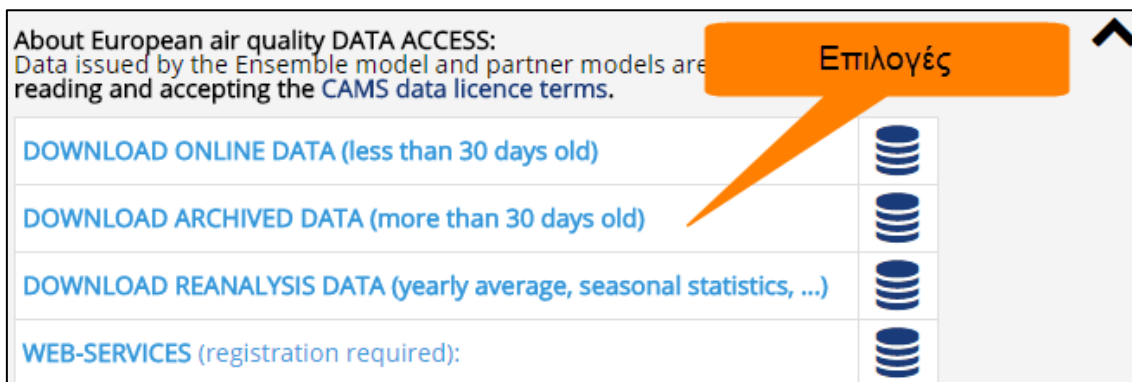 About European air quality DATA ACCESS:
Data issued by the Ensemble model and partner models are
reading and accepting the CAMS data licence terms.
Επιλογές
DOWNLOAD ONLINE DATA (less than 30 days old)
DOWNLOAD ARCHIVED DATA (more than 30 days old)
DOWNLOAD REANALYSIS DATA (yearly average, seasonal statistics, ...)
WEB-SERVICES (registration required):